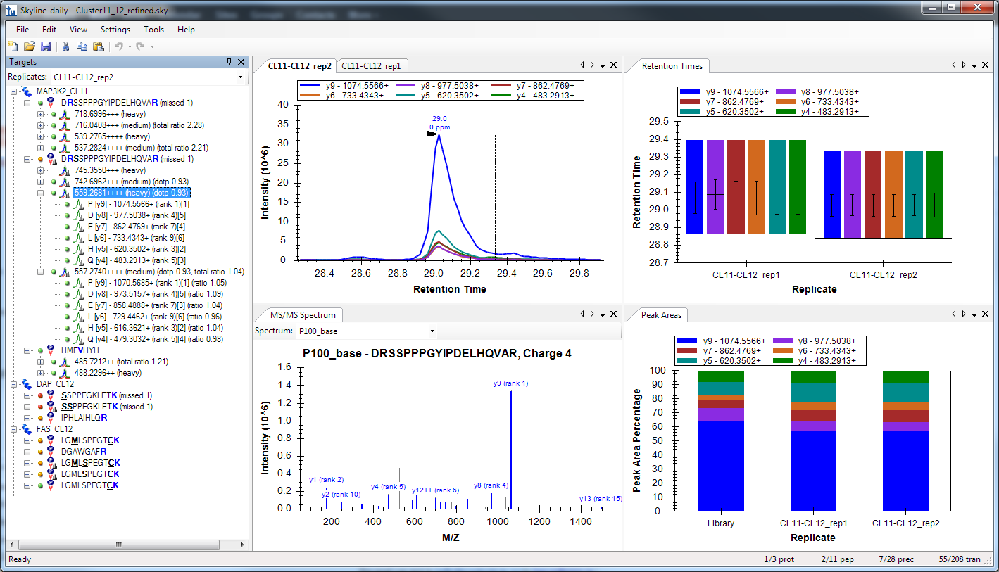 Skyline-daily - Cluster11_12_refined.sky
File Edit View Settings Tools Help
Targets
Replicates: CL11-CL12_rep2
MAP3K2_CL11
DRSSPPPGYIPDELHQVAR (missed 1)
718.6996+++ (heavy)
716.0408+++ (medium) (total ratio 2.28)
539.2765++++ (heavy)
537.2824++++ (medium) (total ratio 2.21)
DRSSPPPGYIPDELHQVAR (missed 1)
745.3550+++ (heavy)
742.6962+++ (medium) (dotp 0.93)
559.2681++++ (heavy) (dotp 0.93)
P [y9] - 1074.5566+ (rank 1)[1]
D [y8] - 977.5038+ (rank 4)[5]
E [y7] - 862.4769+ (rank 7)[4]
L [y6] - 733.4343+ (rank 9)[6]
H [y5] - 620.3502+ (rank 3)[2]
Q [y4] - 483.2913+ (rank 5)[3]
557.2740++++ (medium) (dotp 0.93, total ratio 1.04)
P [y9] - 1070.5685+ (rank 1)[1] (ratio 1.05)
D [y8] - 973.5157+ (rank 4)[5] (ratio 1.09)
E [y7] - 858.4888+ (rank 7)[3] (ratio 1.04)
L [y6] - 729.4462+ (rank 9)[6] (ratio 0.96)
H [y5] - 616.3621+ (rank 3)[2] (ratio 1.04)
Q [y4] - 479.3032+ (rank 5)[4] (ratio 0.98)
HMFVHYH
485.7212++ (total ratio 1.21)
488.2296++ (heavy)
DAP_CL12
SSPPEGKLETK (missed 1)
SSPPEGKLETK (missed 1)
IPHLAIHLQR
FAS_CL12
LGMLSPEGTCK
DGAWGAFR
LGMLSPEGTCK
LGMLSPEGTCK
LGMLSPEGTCK
CL11-CL12_rep2 CL11-CL12_rep1
y9 - 1074.5566+ y8 - 977.5038+ y7 - 862.4769+
y6 - 733.4343+ y5 - 620.3502+ y4 - 483.2913+
Intensity (10^6)
40
35
30
25
20
15
10
5
0
29.0
0 ppm
28.4 28.6 28.8 29.0 29.2 29.4 29.6 29.8
Retention Time
Retention Times
y9 - 1074.5566+ y8 - 977.5038+
y7 - 862.4769+ y6 - 733.4343+
y5 - 620.3502+ y4 - 483.2913+
Retention Time
29.5
29.4
29.3
29.2
29.1
29.0
28.9
28.8
28.7
CL11-CL12_rep1 CL11-CL12_rep2
Replicate
MS/MS Spectrum
Spectrum: P100_base
P100_base - DRSSPPPGYIPDELHQVAR, Charge 4
Intensity (10^6)
1.6
1.4
1.2
1.0
0.8
0.6
0.4
0.2
0.0
y9 (rank 1)
y1 (rank 2)
y2 (rank 10)
y4 (rank 5)
y12++ (rank 6)
y8 (rank 4)
y13 (rank 15)
200 400 600 800 1000 1200 1400
M/Z
Peak Areas
y9 - 1074.5566+ y8 - 977.5038+
y7 - 862.4769+ y6 - 733.4343+
y5 - 620.3502+ y4 - 483.2913+
Peak Area Percentage
100
90
80
70
60
50
40
30
20
10
0
Library CL11-CL12_rep1 CL11-CL12_rep2
Replicate
Ready
1/3 prot 2/11 pep 7/28 prec 55/208 tran